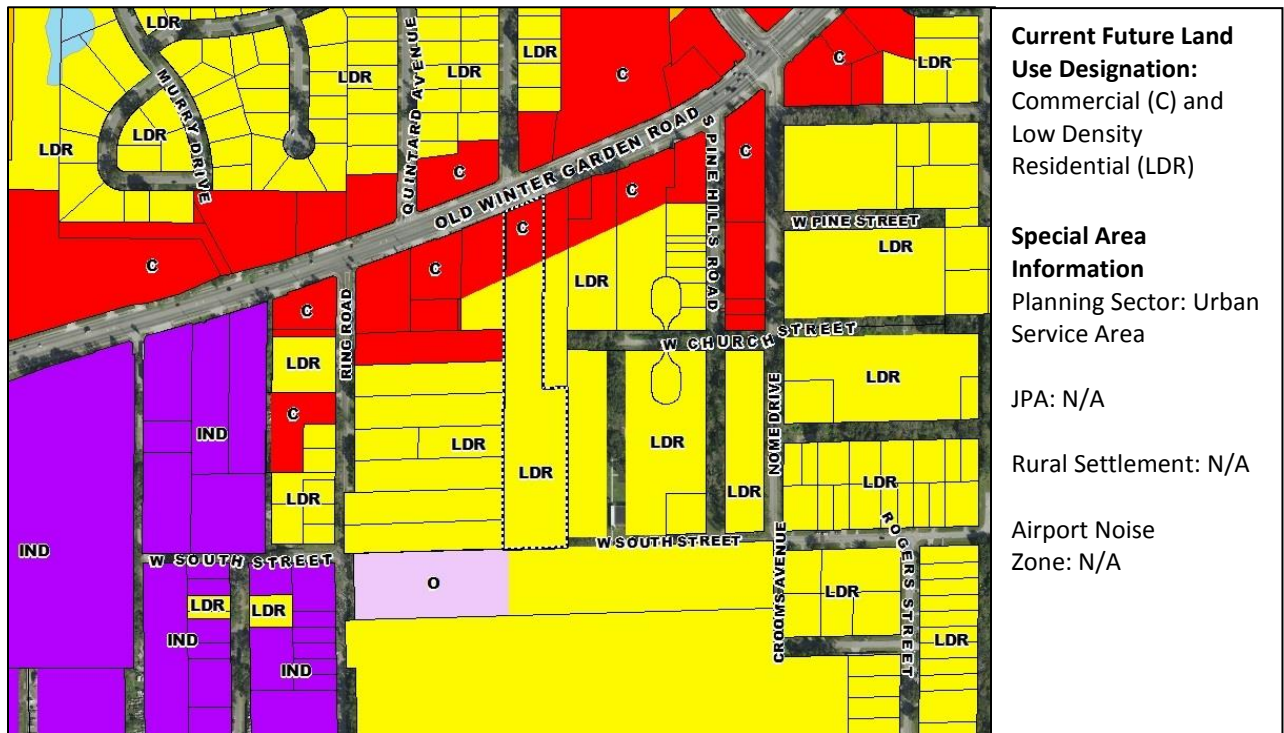 LDR
LDR
LDR
LDR
C
C
LDR
MURRY DRIVE
QUINTARD AVENUE
LDR
LDR
S PINE HILLS ROAD
C
OLD WINTER GARDEN ROAD
C
C
W PINE STREET
C
LDR
C
C
LDR
C
RING ROAD
W CHURCH STREET
LDR
LDR
C
NOME DRIVE
IND
LDR
LDR
LDR
LDR
LDR
LDR
ROGERS STREET
IND
W SOUTH STREET
W SOUTH STREET
O
CROOMS AVENUE
LDR
LDR
LDR
IND
LDR
IND
Current Future Land
Use Designation:
Commercial (C) and
Low Density
Residential (LDR)
Special Area
Information
Planning Sector: Urban
Service Area
JPA: N/A
Rural Settlement: N/A
Airport Noise
Zone: N/A